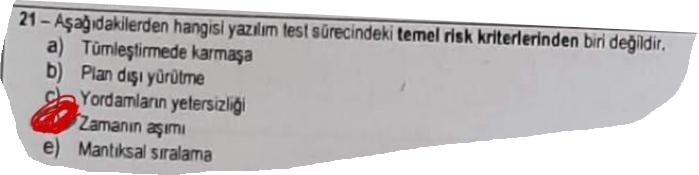 21 – Aşağıdakilerden hangisi yazılım test sürecindeki temel risk kriterlerinden biri değildir.
a) Tümleştirmede karmaşa
b) Plan dışı yürütme
c) Yordamların yetersizliği
Zamanın aşımı
e) Mantıksal sıralama